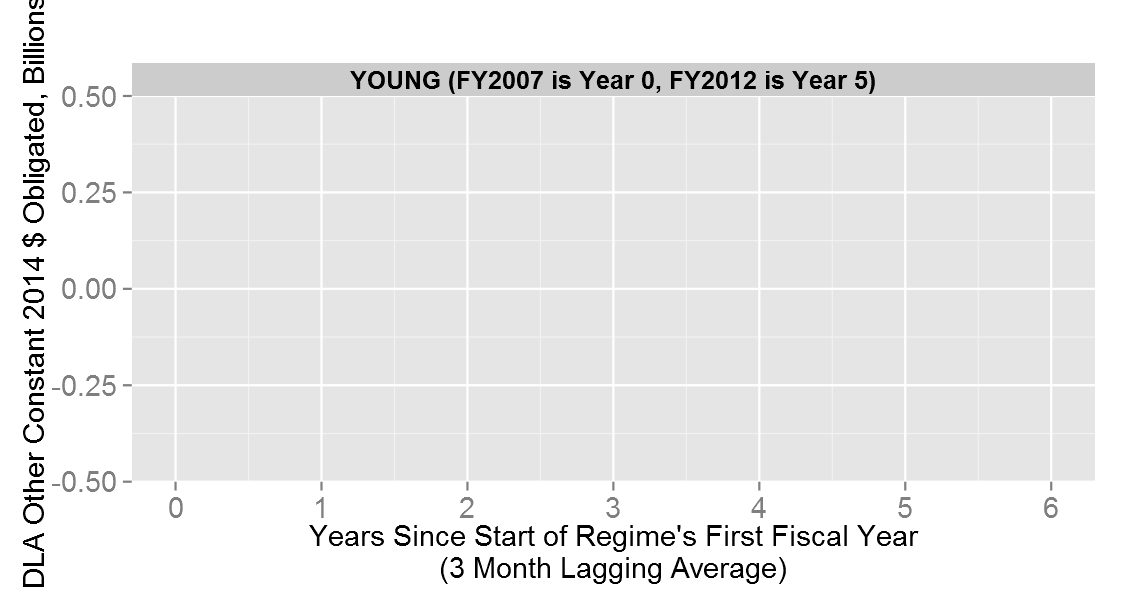 YOUNG (FY2007 is Year 0, FY2012 is Year 5)
DLA Other Constant 2014 $ Obligated, Billions
0.50
0.25
0.00
-0.25
-0.50
0 1 2 3 4 5 6
Years Since Start of Regime's First Fiscal Year
(3 Month Lagging Average)